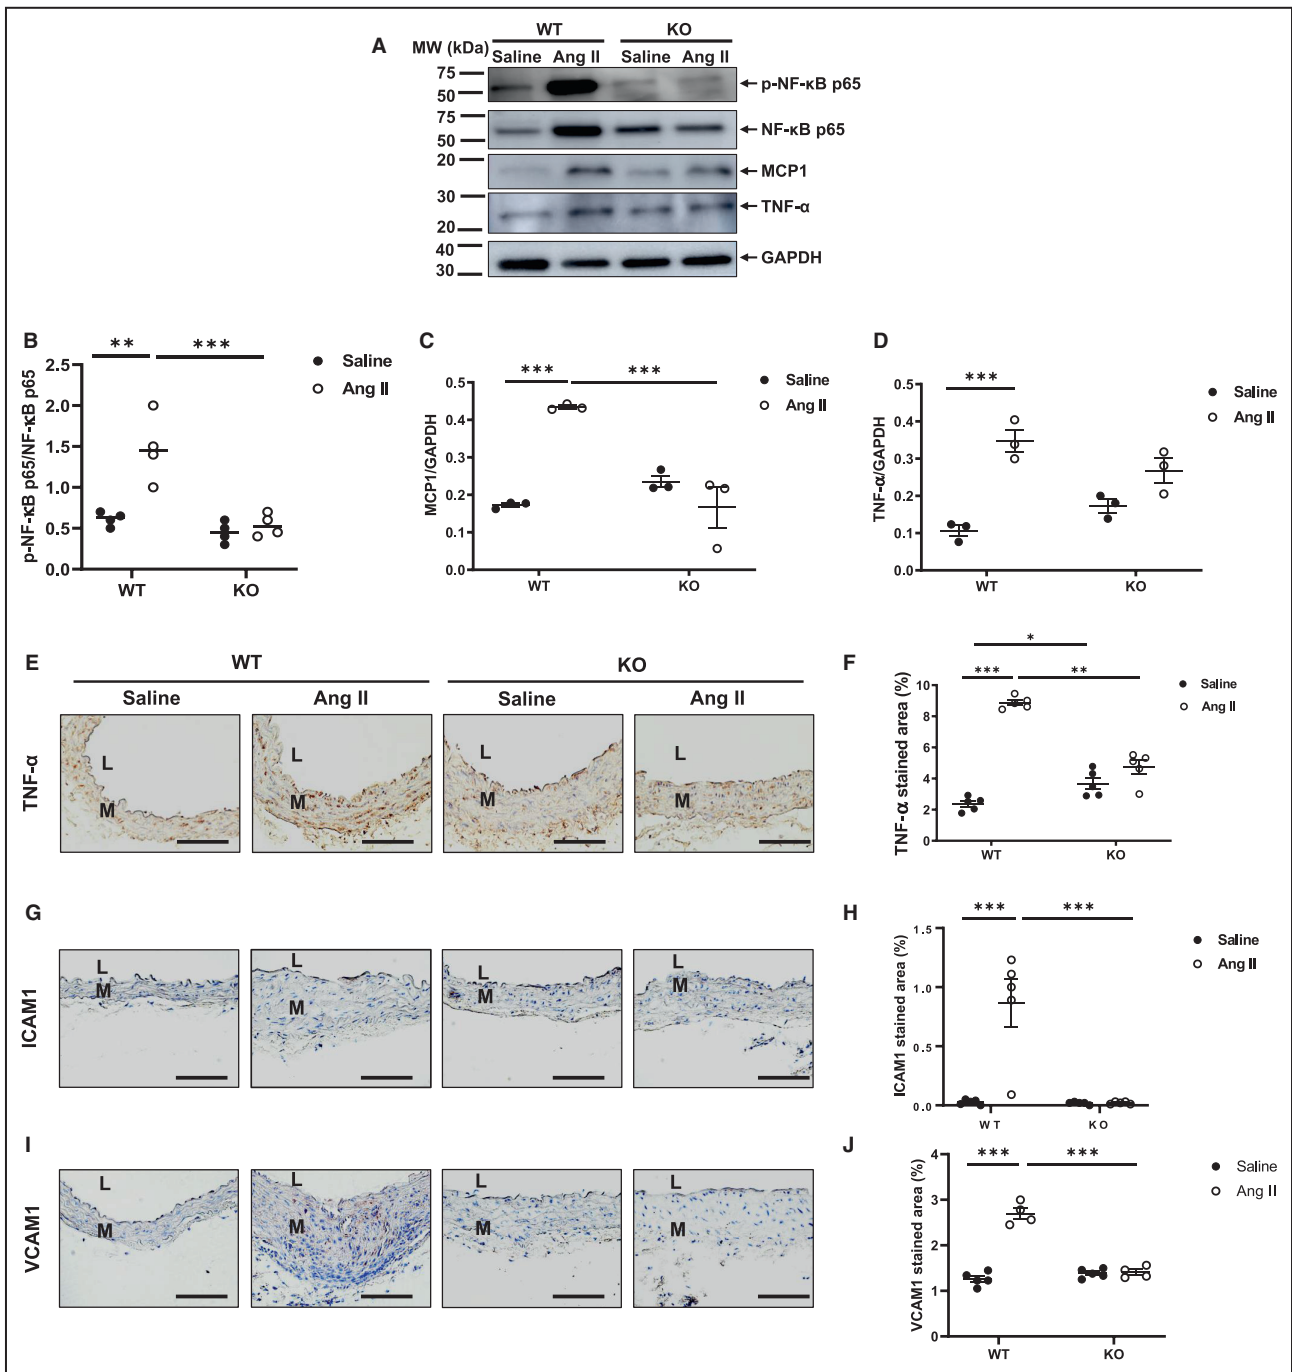 A
WT KO
MW (kDa) Saline Ang II Saline Ang II
75
50
p-NF-κB p65
75
50
NF-κB p65
20
MCP1
30
20
TNF-α
40
30
GAPDH
B
** ***
Saline
Ang II
p-NF-κB p65/NF-κB p65
2.5
2.0
1.5
1.0
0.5
0.0
WT KO
C
*** ***
Saline
Ang II
MCP1/GAPDH
0.5
0.4
0.3
0.2
0.1
0.0
WT KO
D
***
Saline
Ang II
TNF-α/GAPDH
0.5
0.4
0.3
0.2
0.1
0.0
WT KO
E
WT KO
Saline Ang II Saline Ang II
TNF-α
L L L L
M M M M
F
*
*** **
Saline
Ang II
TNF-α stained area (%)
10
8
6
4
2
0
WT KO
G
ICAM1
L L L L
M M M M
H
*** ***
Saline
Ang II
ICAM1 stained area (%)
1.5
1.0
0.5
0.0
WT KO
I
VCAM1
L L L L
M M M M
J
*** ***
Saline
Ang II
VCAM1 stained area (%)
4
3
2
1
0
WT KO